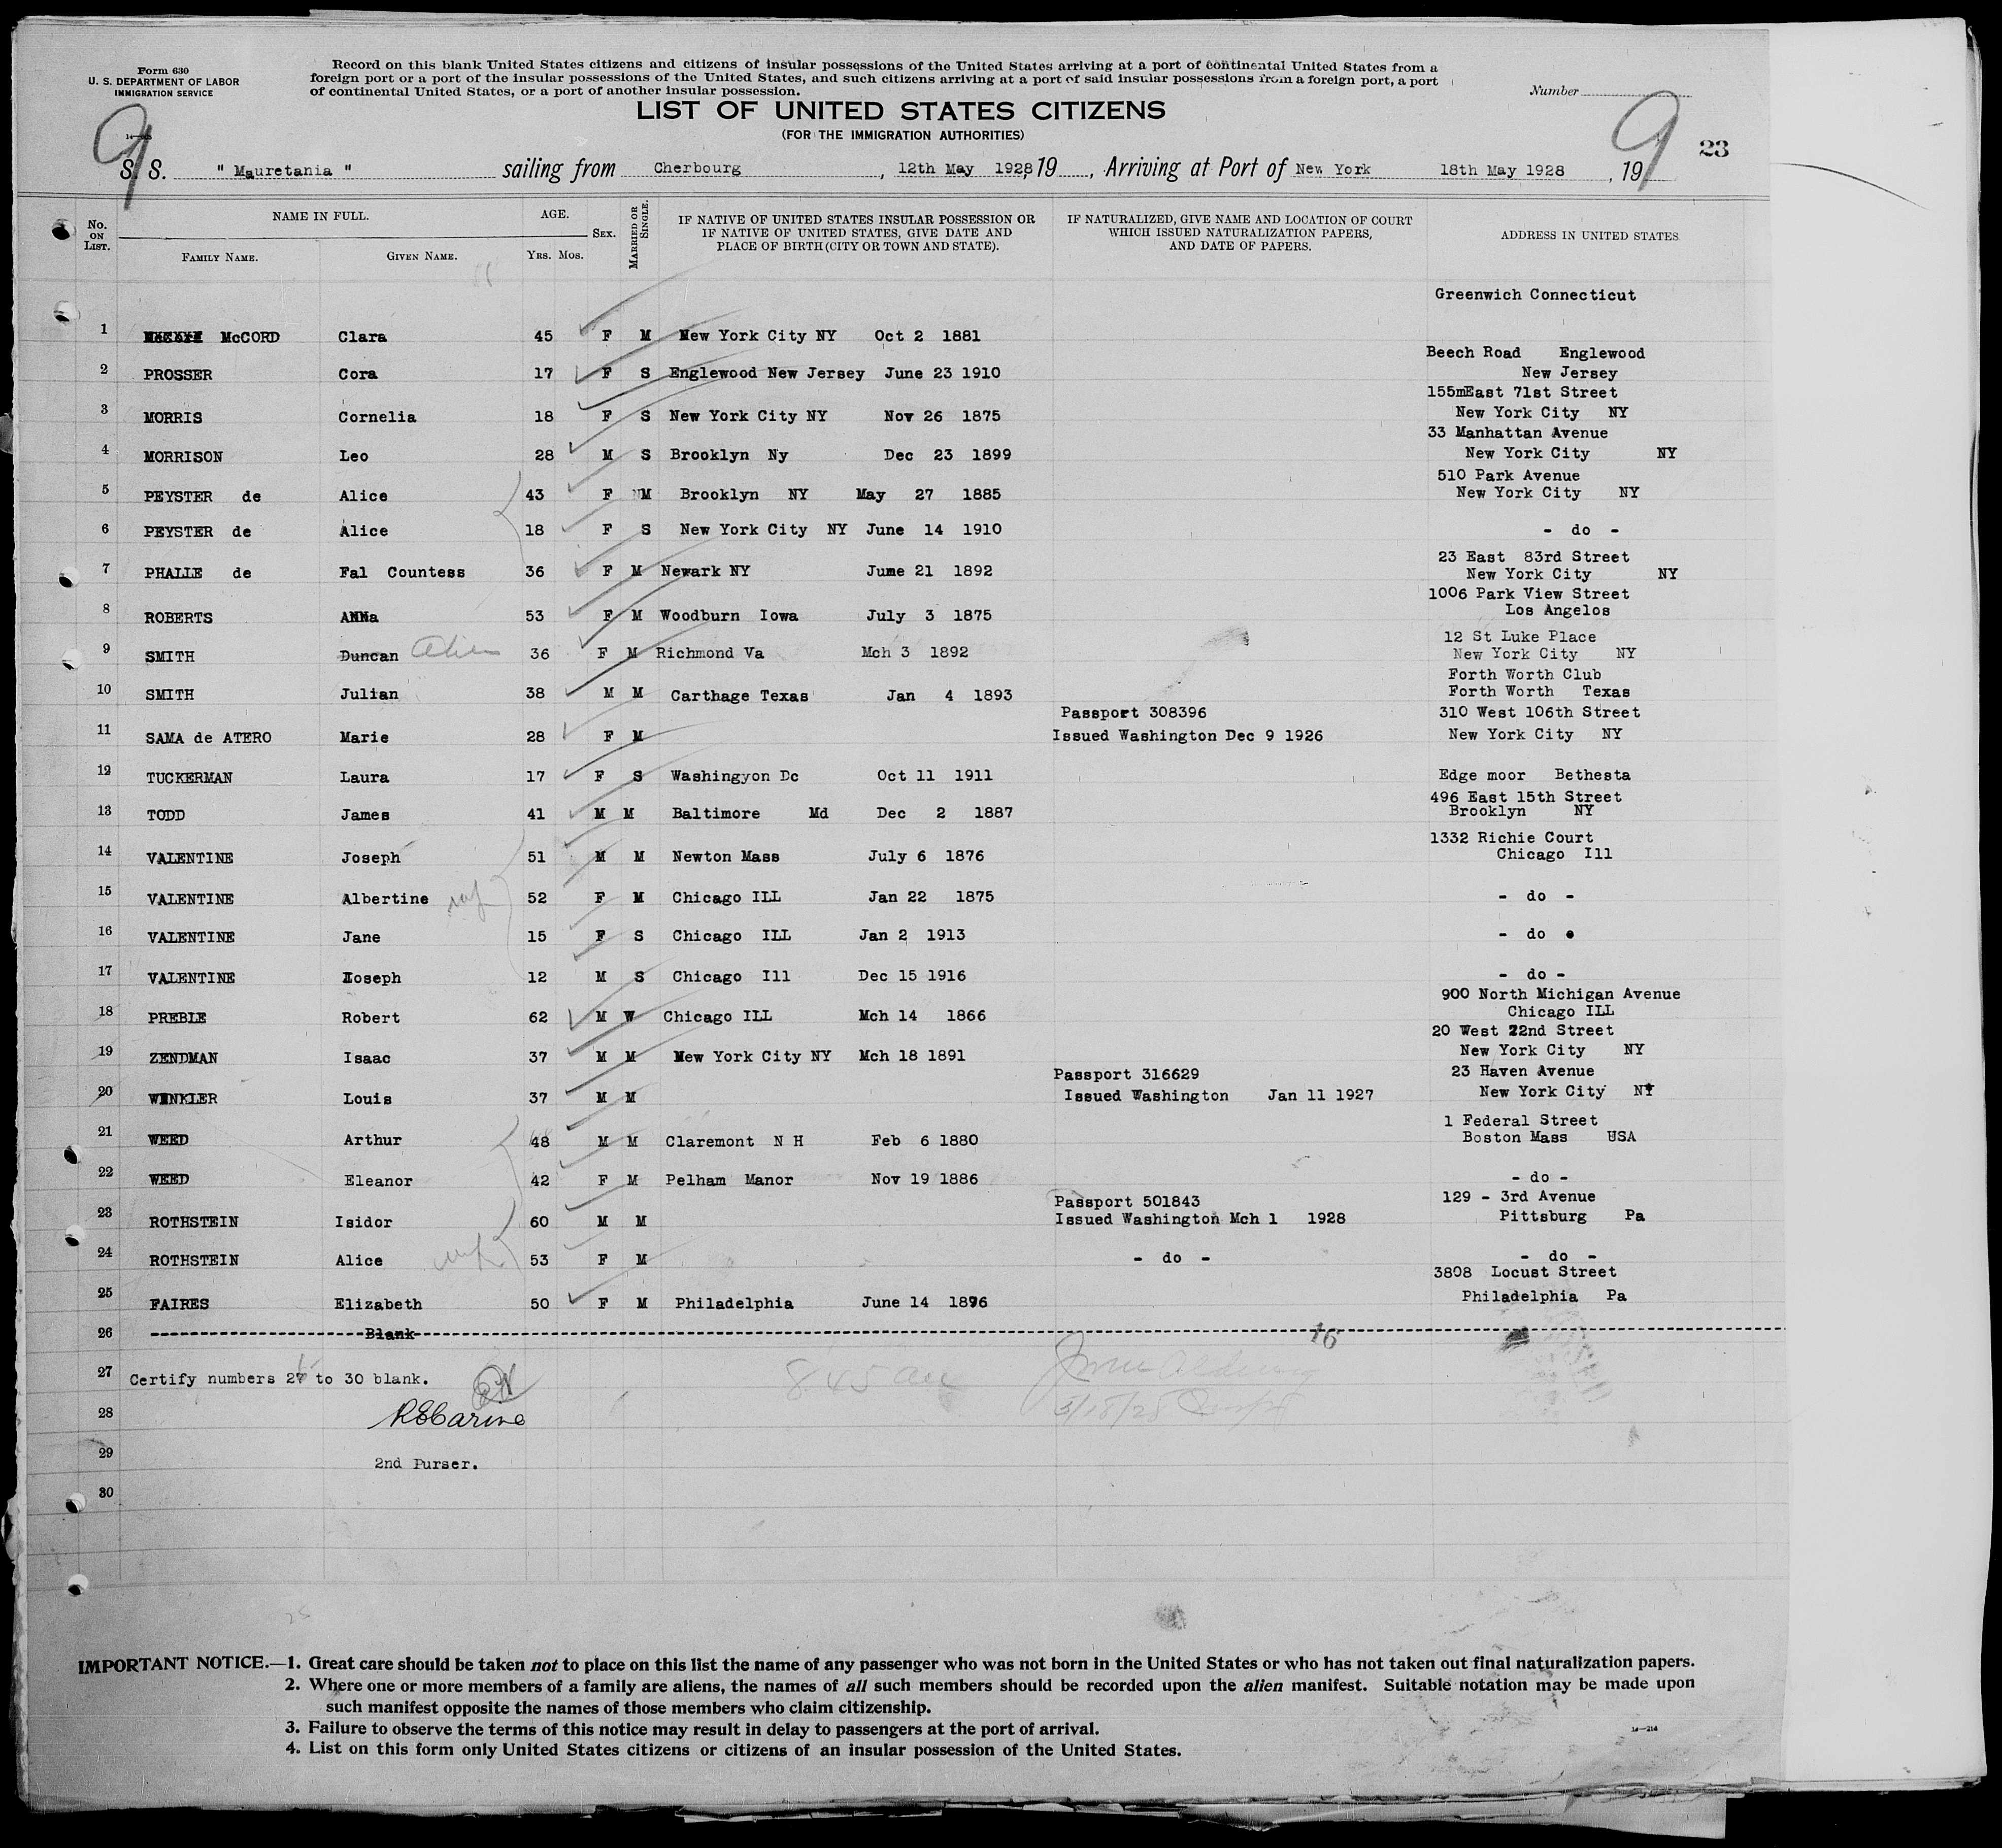 Form 630
U. S. DEPARTMENT OF LABOR
IMMIGRATION SERVICE
Record on this blank United States citizens and citizens of insular possessions of the United States arriving at a port of continental United States from a
foreign port or a port of the insular possessions of the United States, and such citizens arriving at a port of said insular possessions from a foreign port, a port
of continental United States, or a port of another insular possession.
Number
LIST OF UNITED STATES CITIZENS
(FOR THE IMMIGRATION AUTHORITIES)
9 9 23
S. S. " Mauretania " sailing from Cherbourg , 12th May 1928, 19 , Arriving at Port of New York 18th May 1928 , 19
No. ON LIST. NAME IN FULL. FAMILY NAME. GIVEN NAME. AGE. YRS. MOS. SEX. MARRIED OR SINGLE. IF NATIVE OF UNITED STATES INSULAR POSSESSION OR IF NATIVE OF UNITED STATES, GIVE DATE AND PLACE OF BIRTH (CITY OR TOWN AND STATE). IF NATURALIZED, GIVE NAME AND LOCATION OF COURT WHICH ISSUED NATURALIZATION PAPERS, AND DATE OF PAPERS. ADDRESS IN UNITED STATES
Greenwich Connecticut
1 McCORD Clara 45 F M New York City NY Oct 2 1881
Beech Road Englewood
2 PROSSER Cora 17 F S Englewood New Jersey June 23 1910 New Jersey
155mEast 71st Street
3 MORRIS Cornelia 18 F S New York City NY Nov 26 1875 New York City NY
33 Manhattan Avenue
4 MORRISON Leo 28 M S Brooklyn Ny Dec 23 1899 New York City NY
510 Park Avenue
5 PEYSTER de Alice 43 F M Brooklyn NY May 27 1885 New York City NY
6 PEYSTER de Alice 18 F S New York City NY June 14 1910 - do -
23 East 83rd Street
7 PHALLE de Fal Countess 36 F M Newark NY June 21 1892 New York City NY
1006 Park View Street
8 ROBERTS ANNa 53 F M Woodburn Iowa July 3 1875 Los Angelos
12 St Luke Place
9 SMITH Duncan Alien 36 F M Richmond Va Mch 3 1892 New York City NY
Forth Worth Club
10 SMITH Julian 38 M M Carthage Texas Jan 4 1893 Forth Worth Texas
Passport 308396 310 West 106th Street
11 SAMA de ATERO Marie 28 F M Issued Washington Dec 9 1926 New York City NY
12 TUCKERMAN Laura 17 F S Washingyon Dc Oct 11 1911 Edge moor Bethesta
496 East 15th Street
13 TODD James 41 M M Baltimore Md Dec 2 1887 Brooklyn NY
1332 Richie Court
14 VALENTINE Joseph 51 M M Newton Mass July 6 1876 Chicago Ill
15 VALENTINE Albertine 52 F M Chicago ILL Jan 22 1875 - do -
16 VALENTINE Jane 15 F S Chicago ILL Jan 2 1913 - do
17 VALENTINE Ioseph 12 M S Chicago Ill Dec 15 1916 - do -
900 North Michigan Avenue
18 PREBLE Robert 62 M W Chicago ILL Mch 14 1866 Chicago ILL
20 West 22nd Street
19 ZENDMAN Isaac 37 M M New York City NY Mch 18 1891 New York City NY
Passport 316629 23 Haven Avenue
20 WINKLER Louis 37 M M Issued Washington Jan 11 1927 New York City NY
1 Federal Street
21 WEED Arthur 48 M M Claremont N H Feb 6 1880 Boston Mass USA
22 WEED Eleanor 42 F M Pelham Manor Nov 19 1886 - do -
Passport 501843 129 - 3rd Avenue
23 ROTHSTEIN Isidor 60 M M Issued Washington Mch 1 1928 Pittsburg Pa
24 ROTHSTEIN Alice 53 F M - do - - do -
3808 Locust Street
25 FAIRES Elizabeth 50 F M Philadelphia June 14 1896 Philadelphia Pa
26 Blank
16
27 Certify numbers 27 to 30 blank. 8.45 am
28 5/18/28
29 2nd Purser.
30
IMPORTANT NOTICE.—1. Great care should be taken not to place on this list the name of any passenger who was not born in the United States or who has not taken out final naturalization papers.
2. Where one or more members of a family are aliens, the names of all such members should be recorded upon the alien manifest. Suitable notation may be made upon
such manifest opposite the names of those members who claim citizenship.
3. Failure to observe the terms of this notice may result in delay to passengers at the port of arrival.
4. List on this form only United States citizens or citizens of an insular possession of the United States.
14—214